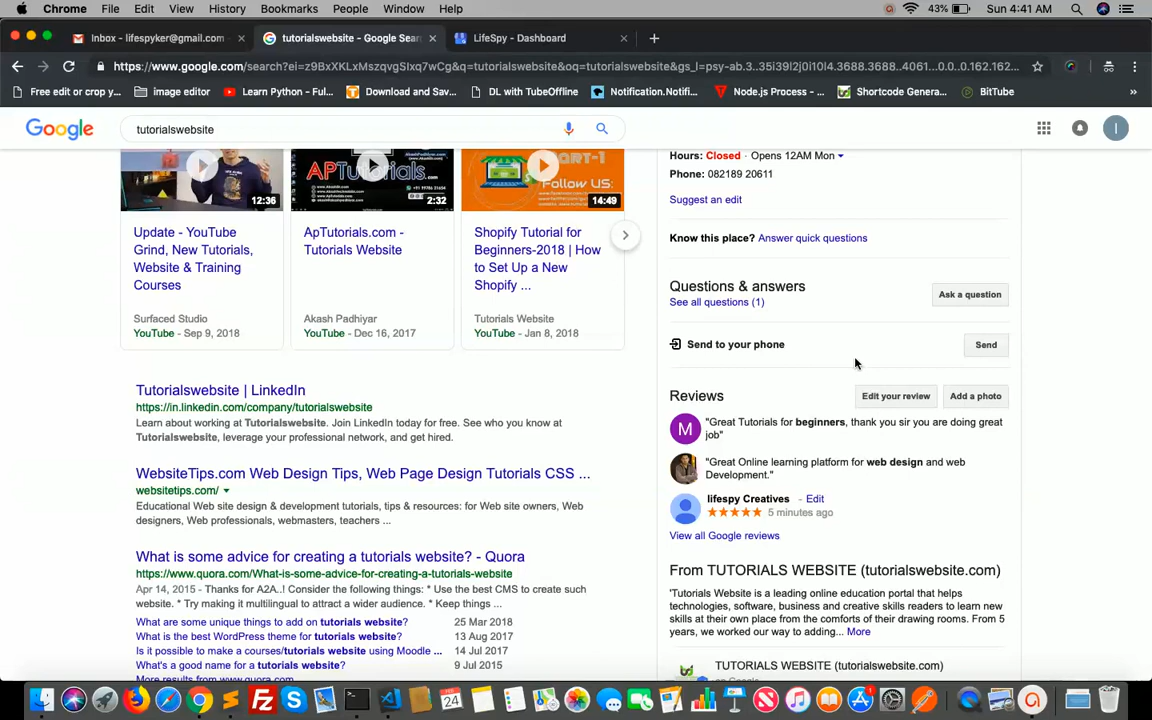 Chrome File Edit View History Bookmarks People Window Help 43% Sun 4:41 AM
Inbox - lifespyker@gmail.com - tutorialswebsite - Google Sear LifeSpy - Dashboard
https://www.google.com/search?ei=z9BxXKLxMszqvgSIxq7wCg&q=tutorialswebsite&oq=tutorialswebsite&gs_l=psy-ab.3..35i39l2j0i10l4.3688.3688..4061...0.0..0.162.162...
Free edit or crop y... image editor Learn Python - Ful... Download and Sav... DL with TubeOffline Notification.Notifi... Node.js Process - ... Shortcode Genera... BitTube
Google tutorialswebsite I
Hours: Closed · Opens 12AM Mon
Phone: 082189 20611
Suggest an edit
Know this place? Answer quick questions
Questions & answers
See all questions (1)
Ask a question
Send to your phone Send
Reviews Edit your review Add a photo
M "Great Tutorials for beginners, thank you sir you are doing great
job"
"Great Online learning platform for web design and web
Development."
lifespy Creatives - Edit
5 minutes ago
View all Google reviews
From TUTORIALS WEBSITE (tutorialswebsite.com)
'Tutorials Website is a leading online education portal that helps
technologies, software, business and creative skills readers to learn new
skills at their own place from the comforts of their drawing rooms. From 5
years, we worked our way to adding... More
TUTORIALS WEBSITE (tutorialswebsite.com)
on Google
12:36
Update - YouTube
Grind, New Tutorials,
Website & Training
Courses
Surfaced Studio
YouTube - Sep 9, 2018
APTutorials
2:32
ApTutorials.com -
Tutorials Website
Akash Padhiyar
YouTube - Dec 16, 2017
PART-1
FOLLOW US:
14:49
Shopify Tutorial for
Beginners-2018 | How
to Set Up a New
Shopify ...
Tutorials Website
YouTube - Jan 8, 2018
Tutorialswebsite | LinkedIn
https://in.linkedin.com/company/tutorialswebsite
Learn about working at Tutorialswebsite. Join LinkedIn today for free. See who you know at
Tutorialswebsite, leverage your professional network, and get hired.
WebsiteTips.com Web Design Tips, Web Page Design Tutorials CSS ...
websitetips.com/
Educational Web site design & development tutorials, tips & resources: for Web site owners, Web
designers, Web professionals, webmasters, teachers ...
What is some advice for creating a tutorials website? - Quora
https://www.quora.com/What-is-some-advice-for-creating-a-tutorials-website
Apr 14, 2015 - Thanks for A2A..! Consider the following things: * Use the best CMS to create such
website. * Try making it multilingual to attract a wider audience. * Keep things ...
What are some unique things to add on tutorials website? 25 Mar 2018
What is the best WordPress theme for tutorials website? 13 Aug 2017
Is it possible to make a courses/tutorials website using Moodle ... 14 Jul 2017
What's a good name for a tutorials website? 9 Jul 2015
More results from www.quora.com
24